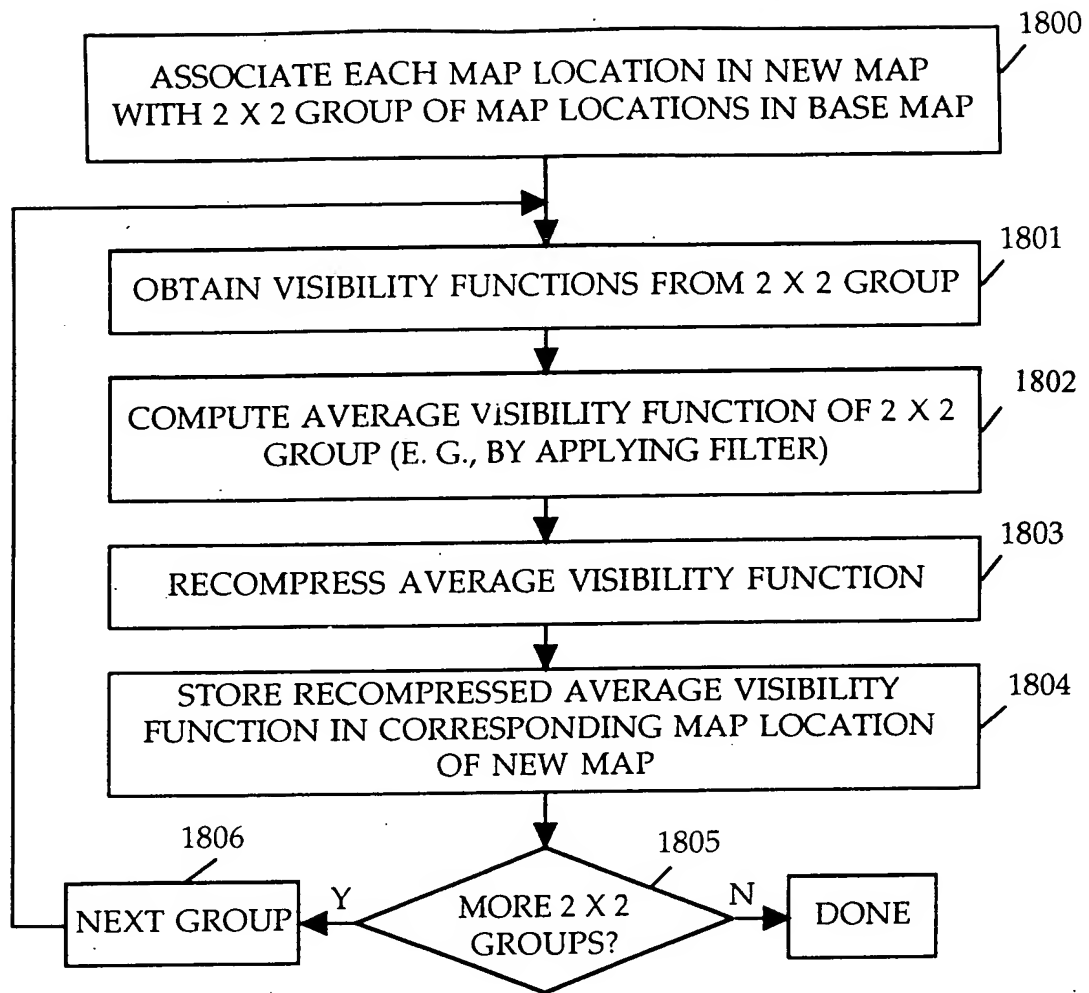 1800
ASSOCIATE EACH MAP LOCATION IN NEW MAP
WITH 2 X 2 GROUP OF MAP LOCATIONS IN BASE MAP
1801
OBTAIN VISIBILITY FUNCTIONS FROM 2 X 2 GROUP
1802
COMPUTE AVERAGE VISIBILITY FUNCTION OF 2 X 2
GROUP (E. G., BY APPLYING FILTER)
1803
RECOMPRESS AVERAGE VISIBILITY FUNCTION
1804
STORE RECOMPRESSED AVERAGE VISIBILITY
FUNCTION IN CORRESPONDING MAP LOCATION
OF NEW MAP
1805
MORE 2 X 2
GROUPS?
Y
N
1806
NEXT GROUP
DONE